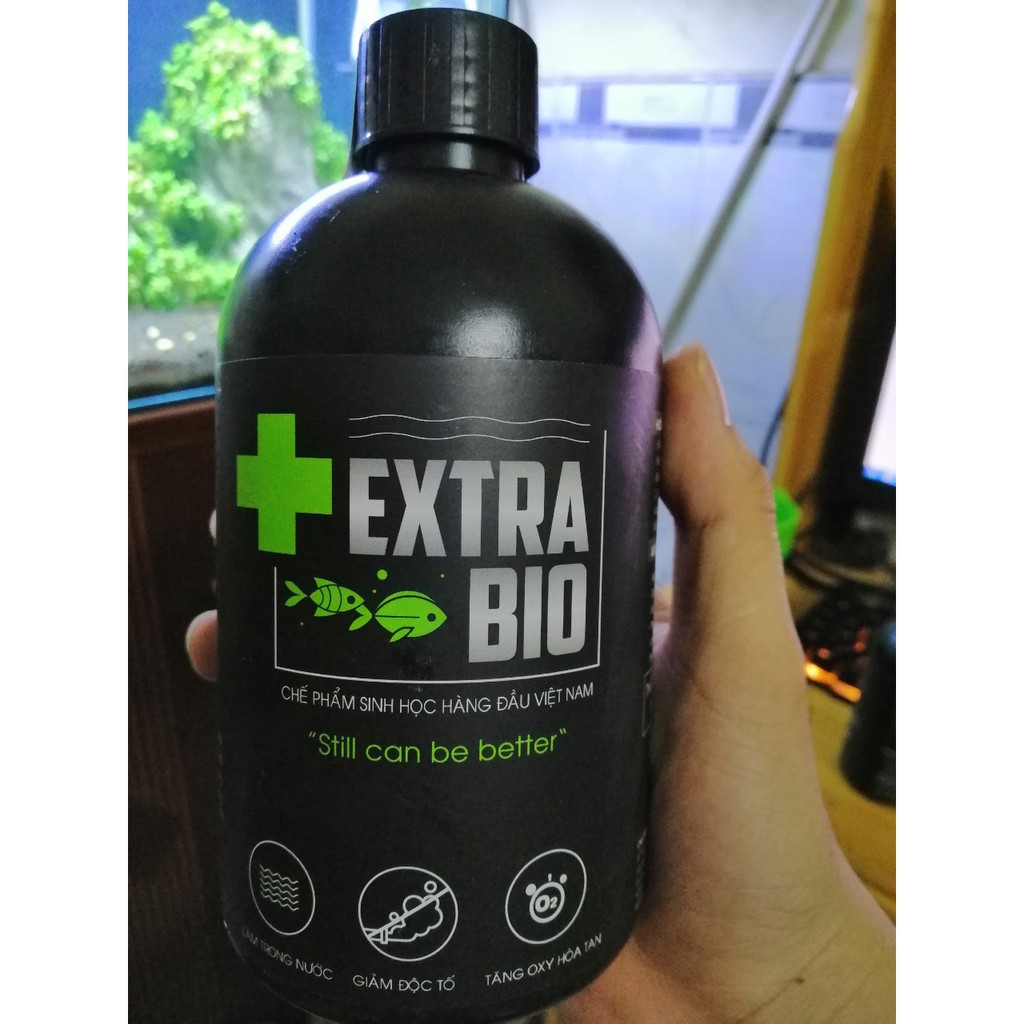 EXTRA
BIO
CHẾ PHẨM SINH HỌC HÀNG ĐẦU VIỆT NAM
"Still can be better"
O2
LÀM TRONG NƯỚC
GIẢM ĐỘC TỐ
TĂNG OXY HÒA TAN